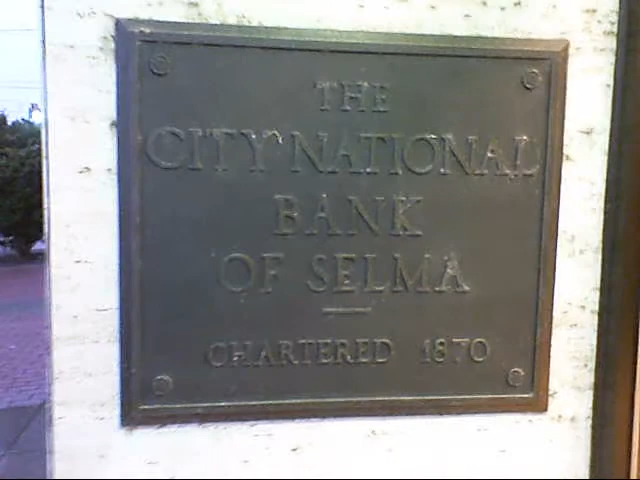 THE
CITY NATIONAL
BANK
OF SELMA
CHARTERED 1870